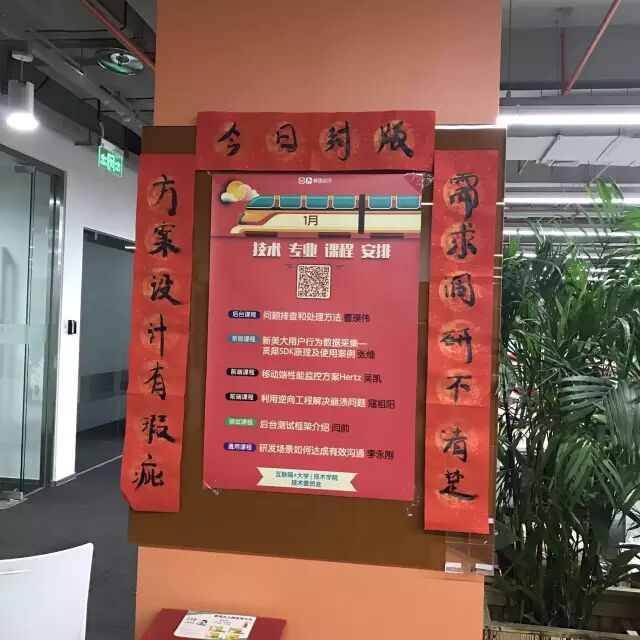 今日封版
需求调研不清楚
方案设计有瑕疵
美团点评
1月
技术 专业 课程 安排
后台课程 问题排查和处理方法 曹璞伟
系统课程 新美大用户行为数据采集—
灵犀SDK原理及使用案例 张维
前端课程 移动端性能监控方案Hertz 吴凯
前端课程 利用逆向工程解决崩溃问题 寇祖阳
测试课程 后台测试框架介绍 闫帅
通用课程 研发场景如何达成有效沟通 李永刚
互联网+大学 | 技术学院
技术委员会